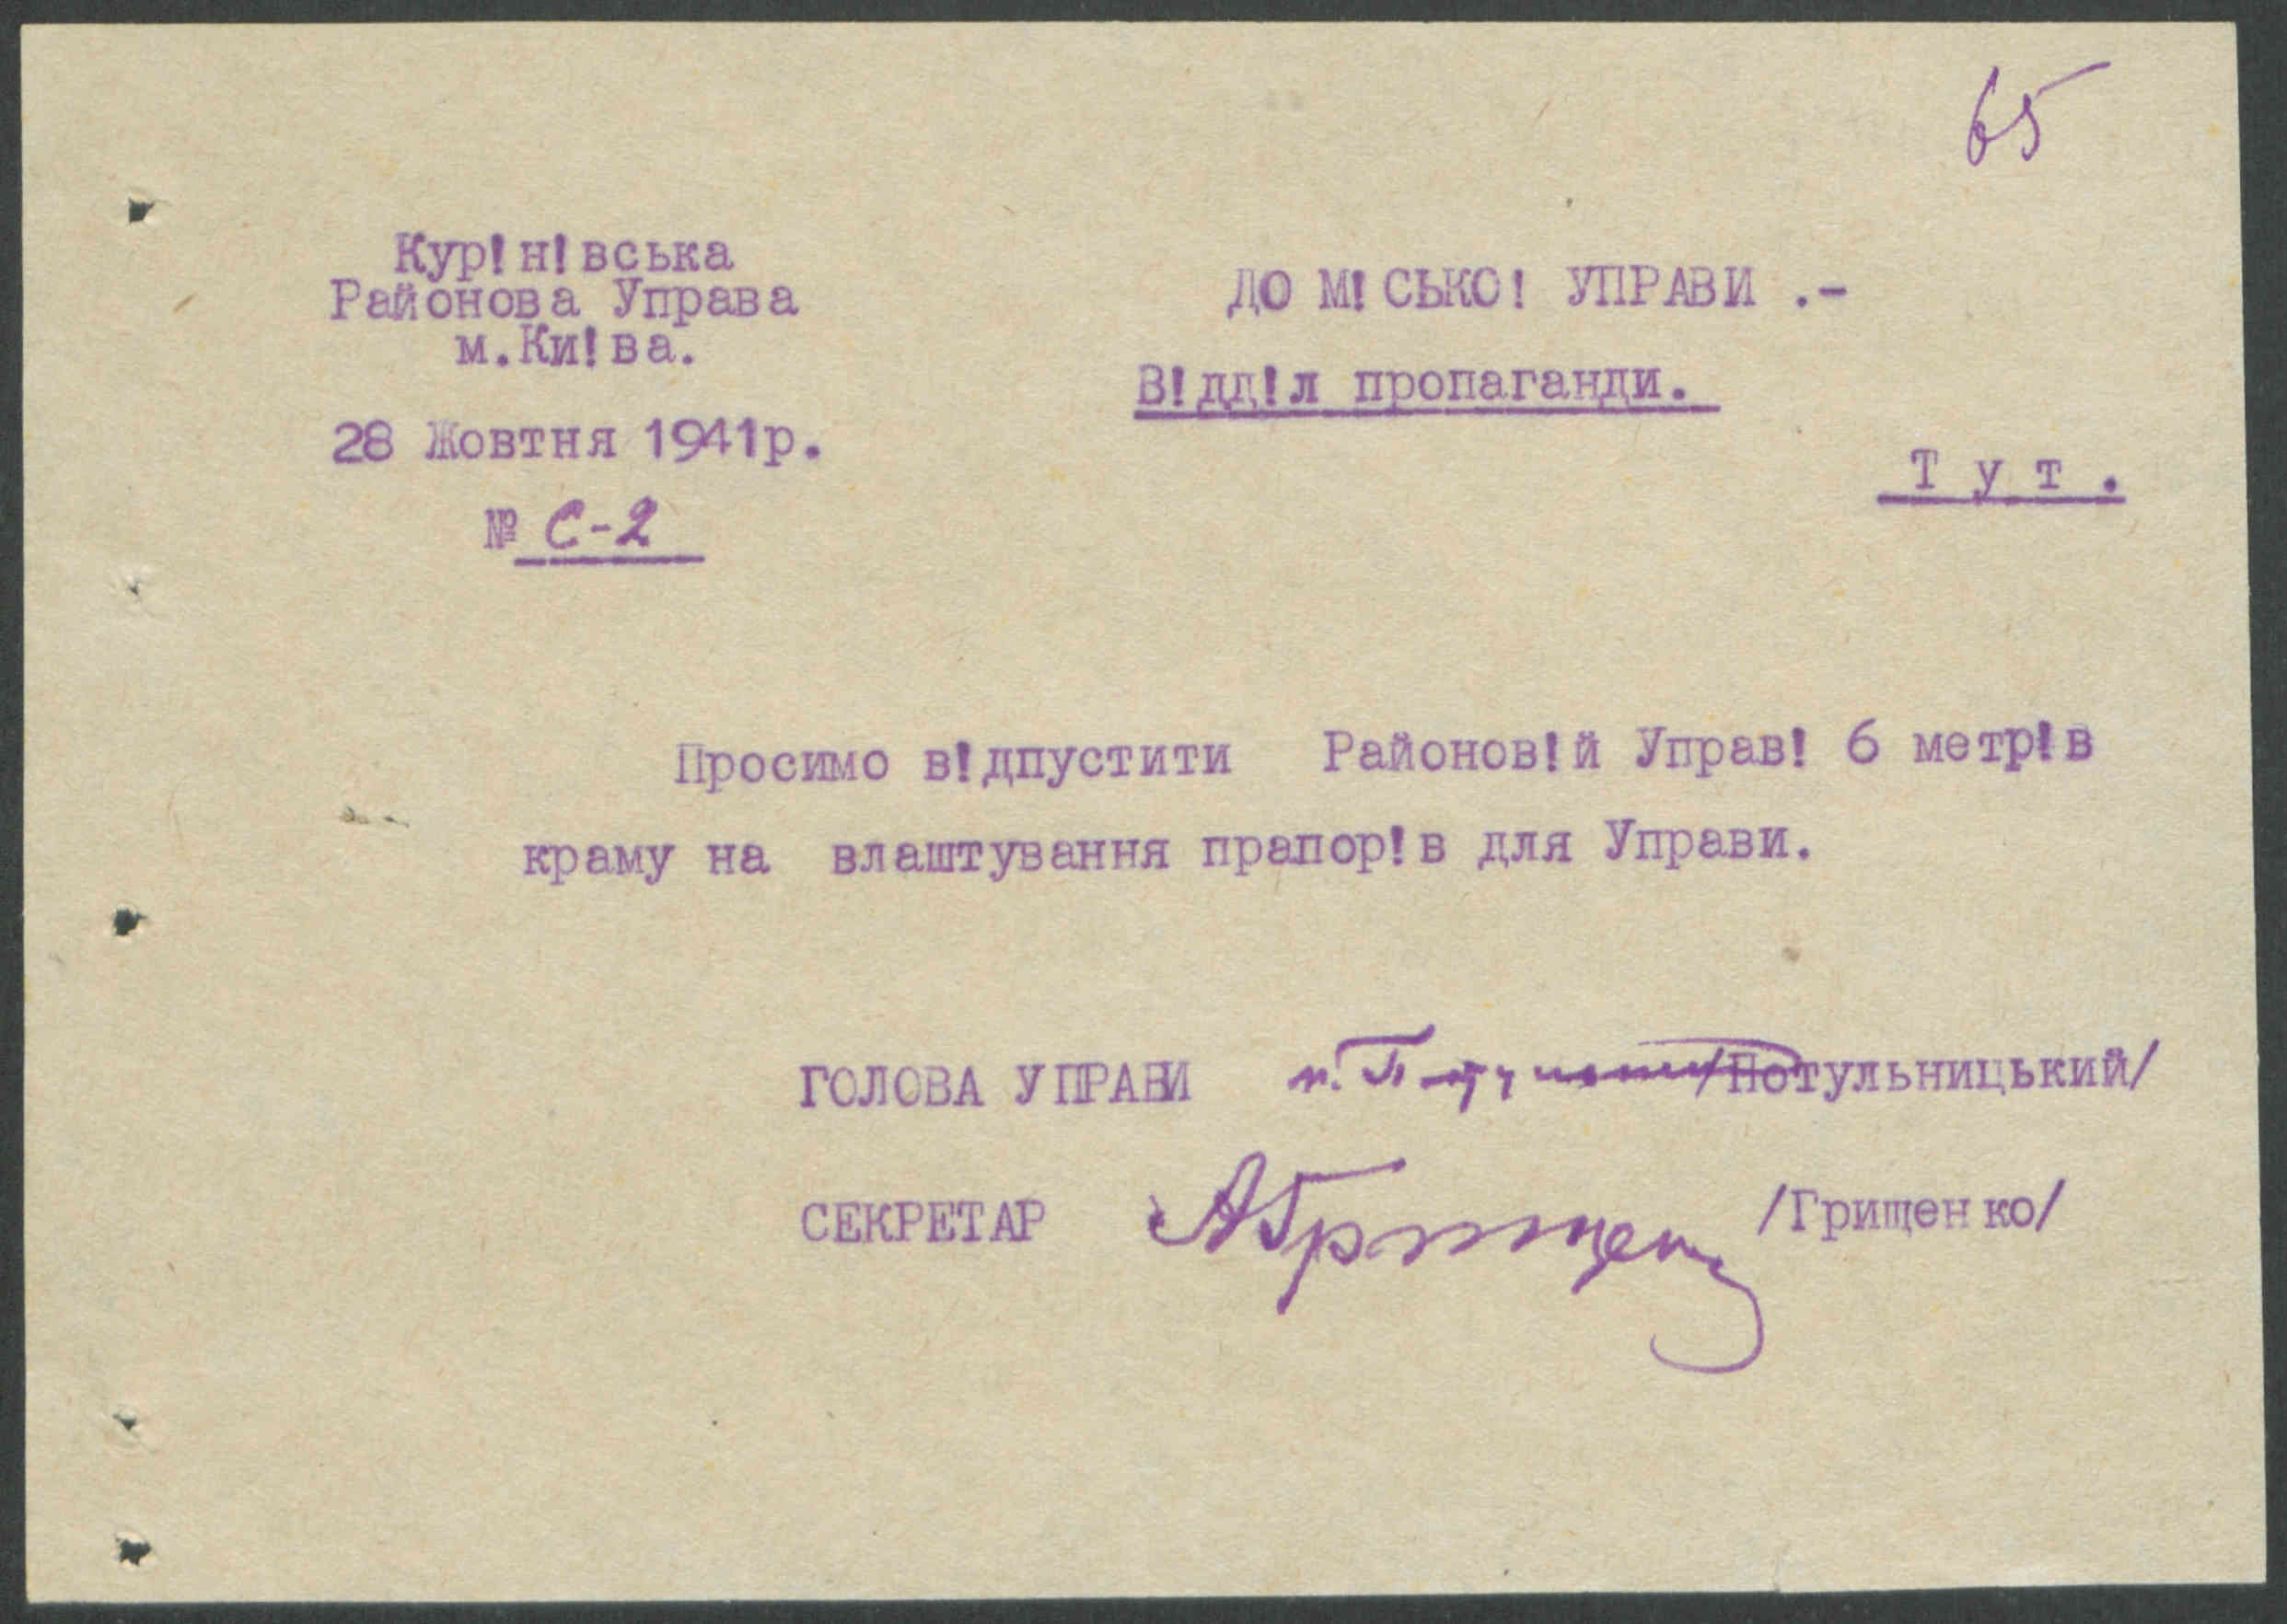 65
Кур!н!вська
Районова Управа
м.Ки!ва.
28 Жовтня 1941р.
№ С-2
ДО М!СЬКО! УПРАВИ .-
В!дд!л пропаганди.
Т у т .
Просимо в!дпустити Районов!й Управ! 6 метр!в
краму на влаштування прапор!в для Управи.
ГОЛОВА УПРАВИ /Потульницький/
СЕКРЕТАР АГрищенко /Грищенко/